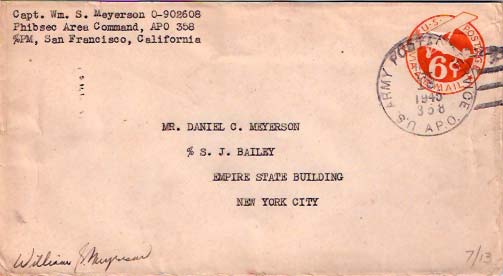 Capt. Wm. S. Meyerson O-902608
Phibsec Area Command, APO 358
%PM, San Francisco, California
U.S. POSTAGE
6¢
VIA AIR MAIL
U.S. ARMY POSTAL SERVICE
1945
358
A.P.O.
MR. DANIEL C. MEYERSON
% S. J. BAILEY
EMPIRE STATE BUILDING
NEW YORK CITY
William S. Meyerson
7/13